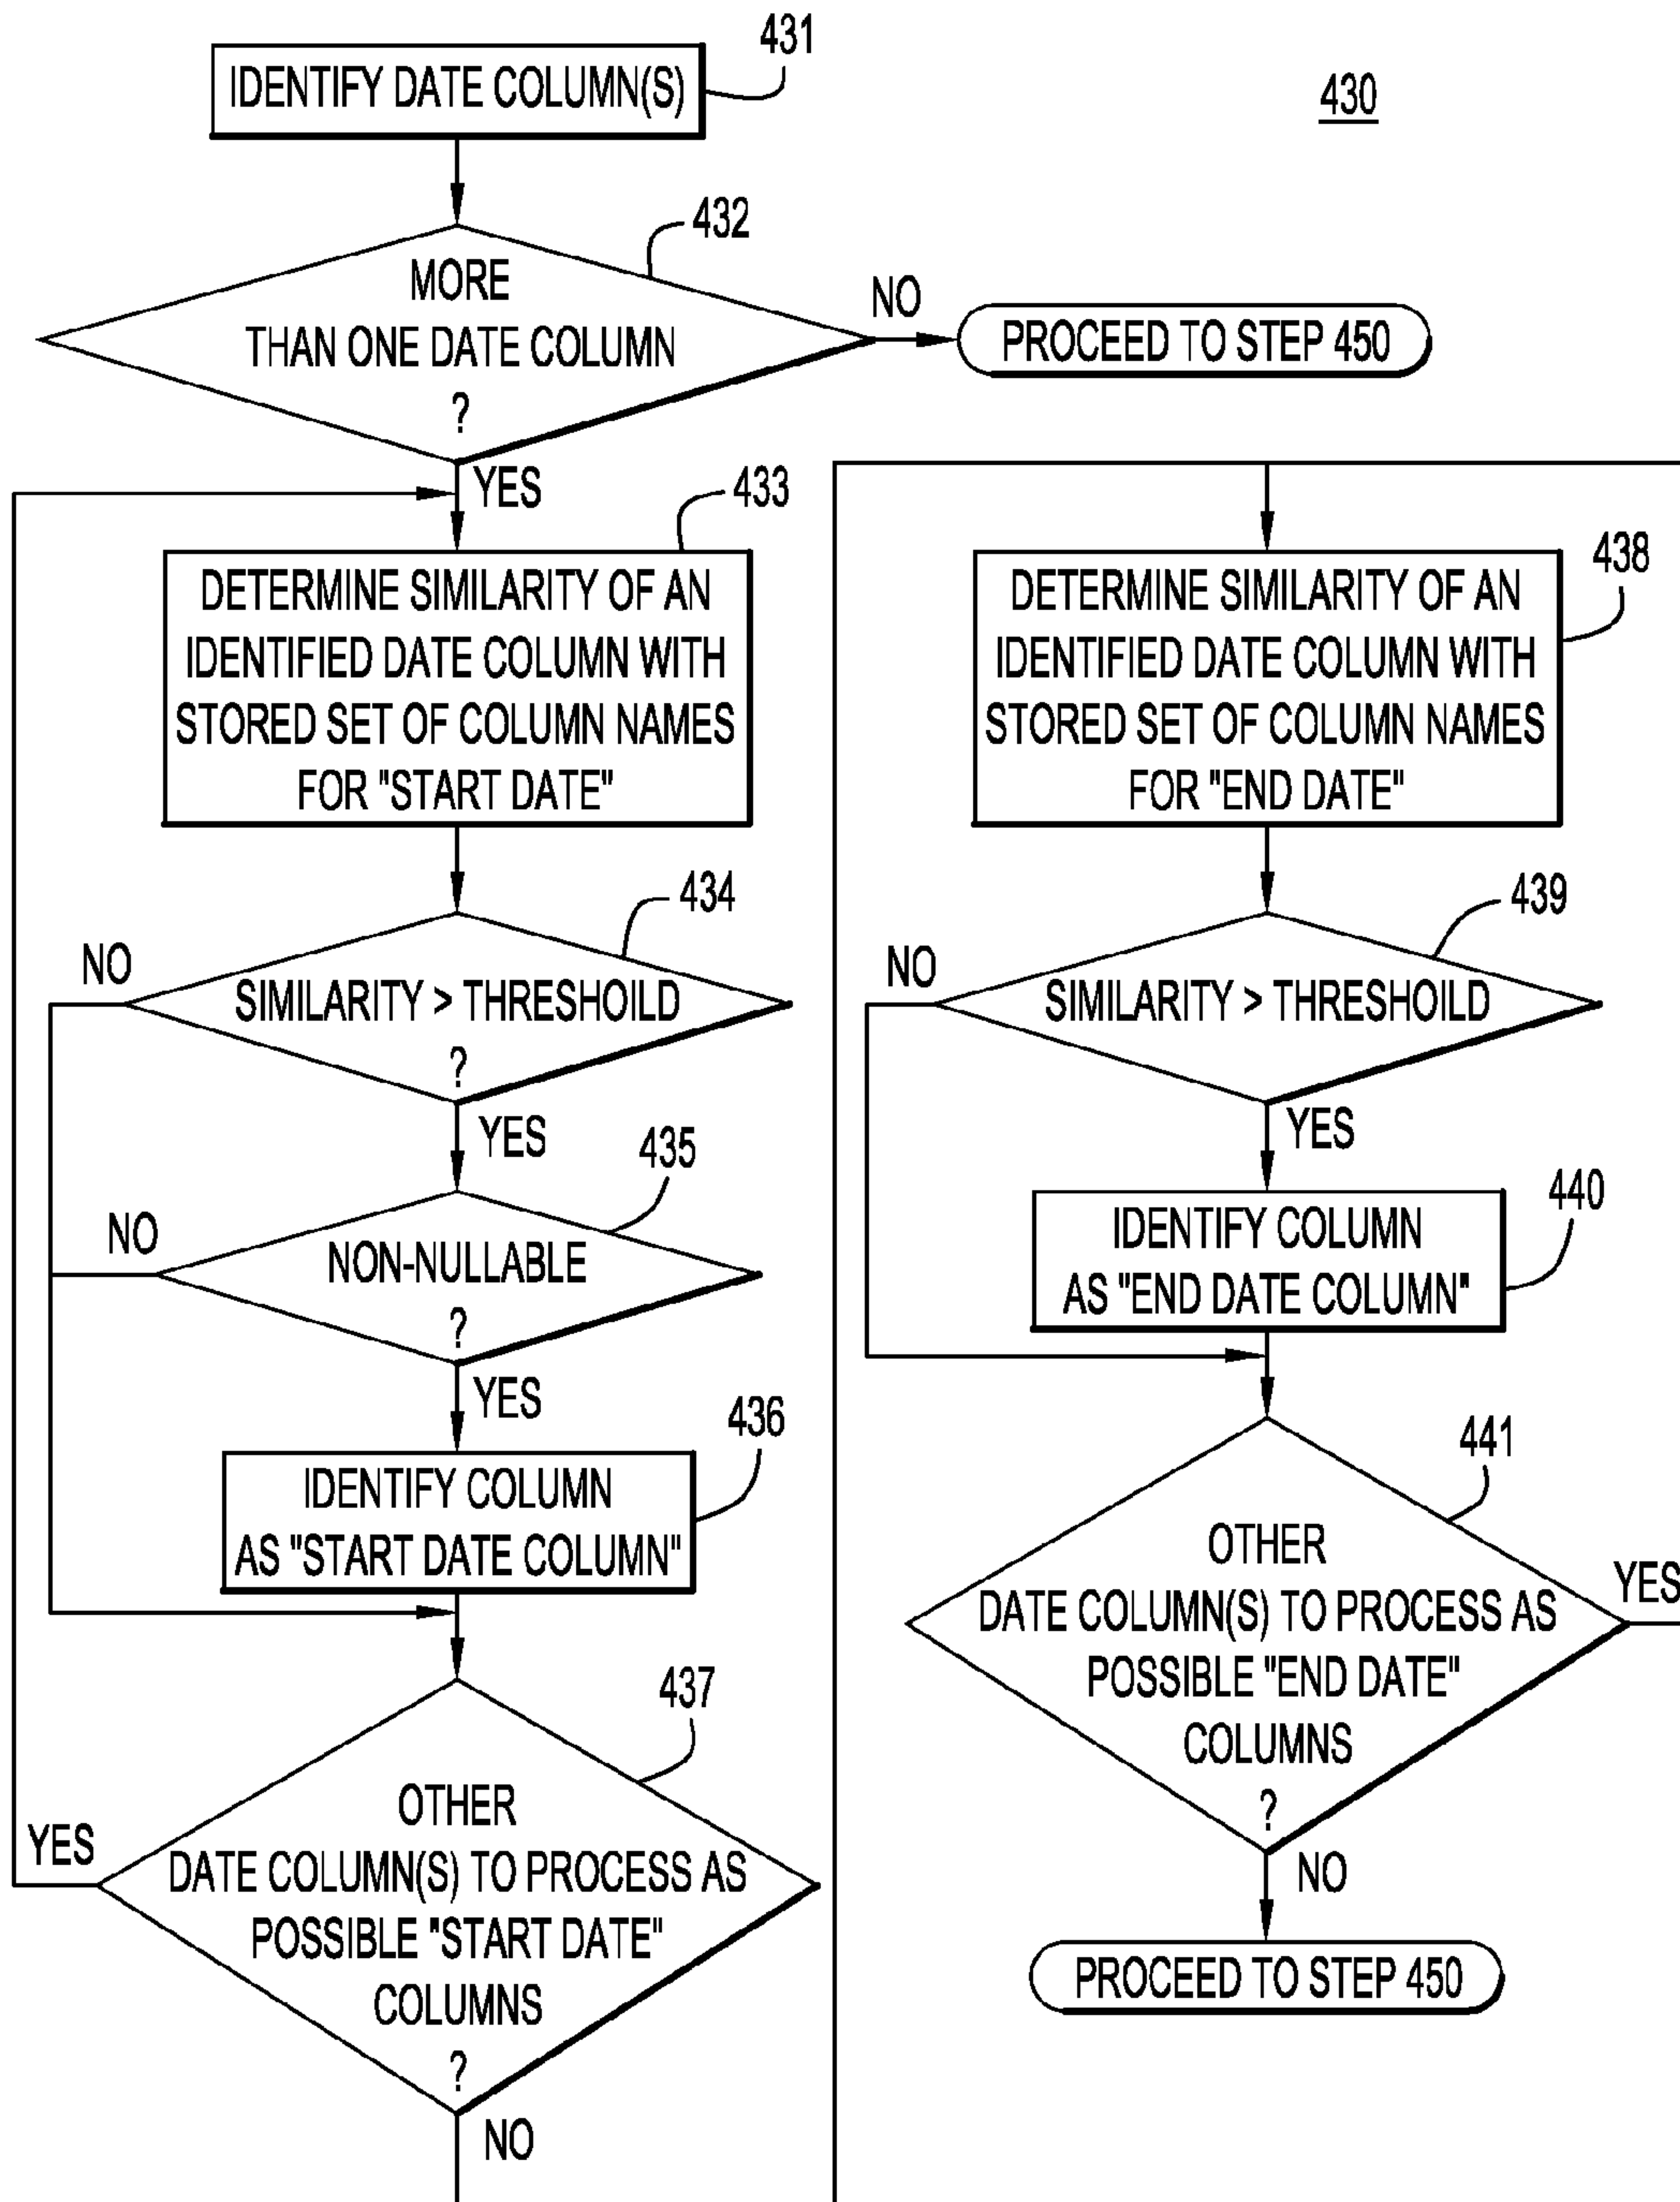 431
IDENTIFY DATE COLUMN(S)
430
432
MORE
THAN ONE DATE COLUMN
?
NO
PROCEED TO STEP 450
YES
433
DETERMINE SIMILARITY OF AN
IDENTIFIED DATE COLUMN WITH
STORED SET OF COLUMN NAMES
FOR "START DATE"
434
NO
SIMILARITY > THRESHOILD
?
YES
435
NO
NON-NULLABLE
?
YES
436
IDENTIFY COLUMN
AS "START DATE COLUMN"
437
YES
OTHER
DATE COLUMN(S) TO PROCESS AS
POSSIBLE "START DATE"
COLUMNS
?
NO
438
DETERMINE SIMILARITY OF AN
IDENTIFIED DATE COLUMN WITH
STORED SET OF COLUMN NAMES
FOR "END DATE"
439
NO
SIMILARITY > THRESHOILD
YES
440
IDENTIFY COLUMN
AS "END DATE COLUMN"
441
OTHER
DATE COLUMN(S) TO PROCESS AS
POSSIBLE "END DATE"
COLUMNS
?
YES
NO
PROCEED TO STEP 450